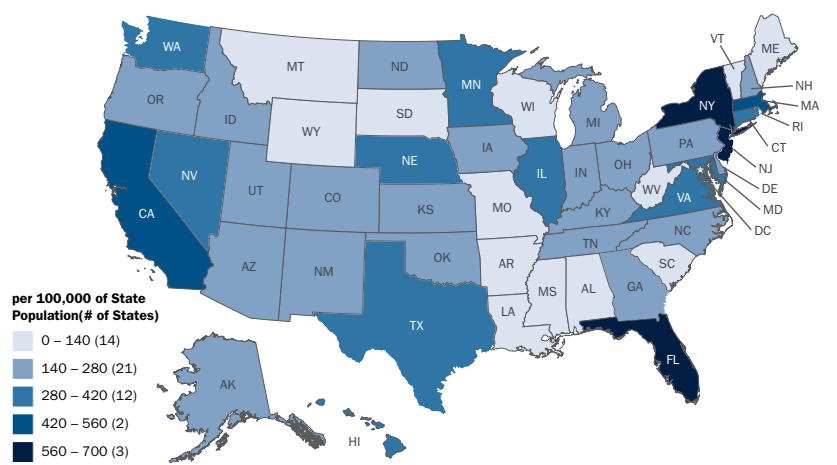 VT
ME
WA
MT
ND
MN
NH
OR
ID
SD
WI
NY
MA
WY
MI
RI
IA
CT
NE
PA
NV
IL
IN
OH
NJ
UT
CO
WV
DE
CA
KS
MO
KY
VA
MD
DC
NC
TN
AZ
NM
OK
AR
SC
MS
AL
GA
LA
TX
FL
AK
HI
per 100,000 of State
Population(# of States)
0 – 140 (14)
140 – 280 (21)
280 – 420 (12)
420 – 560 (2)
560 – 700 (3)